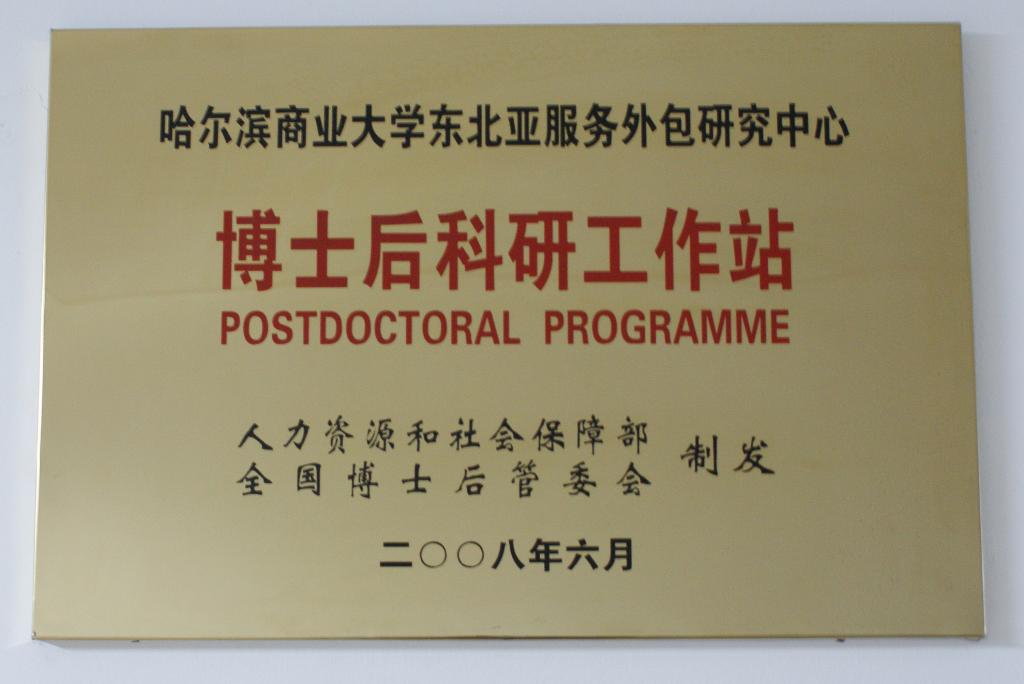 哈尔滨商业大学东北亚服务外包研究中心
博士后科研工作站
POSTDOCTORAL PROGRAMME
人力资源和社会保障部
全国博士后管委会
制发
二〇〇八年六月